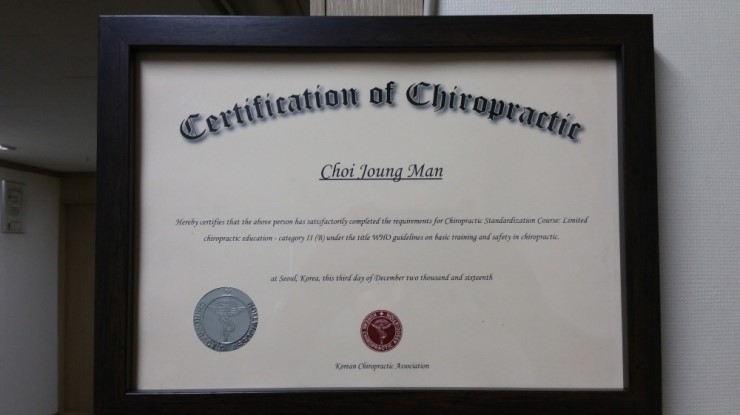 Certification of Chiropractic
Choi Joung Man
Hereby certifies that the above person has satisfactorily completed the requirements for Chiropractic Standardization Course: Limited
chiropractic education - category II (B) under the title WHO guidelines on basic training and safety in chiropractic.
at Seoul, Korea, this third day of December two thousand and sixteenth
Korean Chiropractic Association